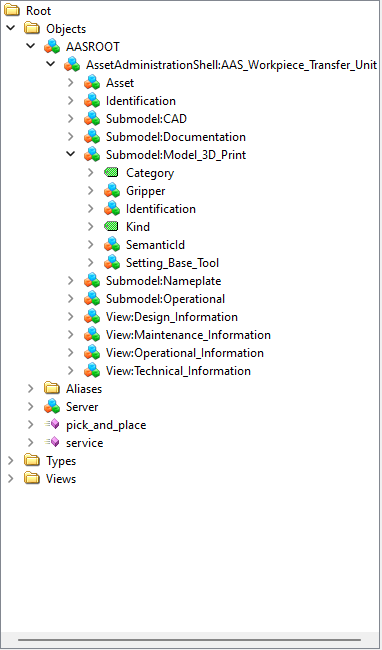 Root
Objects
AASROOT
AssetAdministrationShell:AAS_Workpiece_Transfer_Unit
Asset
Identification
Submodel:CAD
Submodel:Documentation
Submodel:Model_3D_Print
Category
Gripper
Identification
Kind
SemanticId
Setting_Base_Tool
Submodel:Nameplate
Submodel:Operational
View:Design_Information
View:Maintenance_Information
View:Operational_Information
View:Technical_Information
Aliases
Server
pick_and_place
service
Types
Views